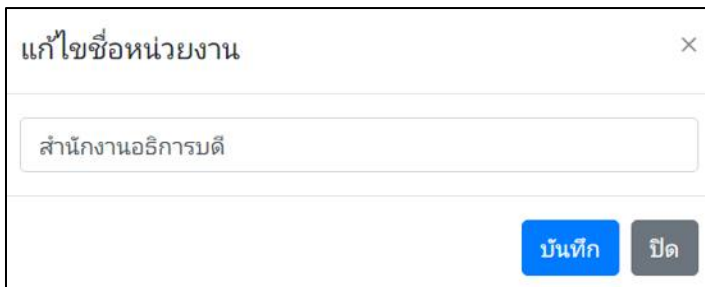 แก้ไขชื่อหน่วยงาน ×
สำนักงานอธิการบดี
บันทึก ปิด